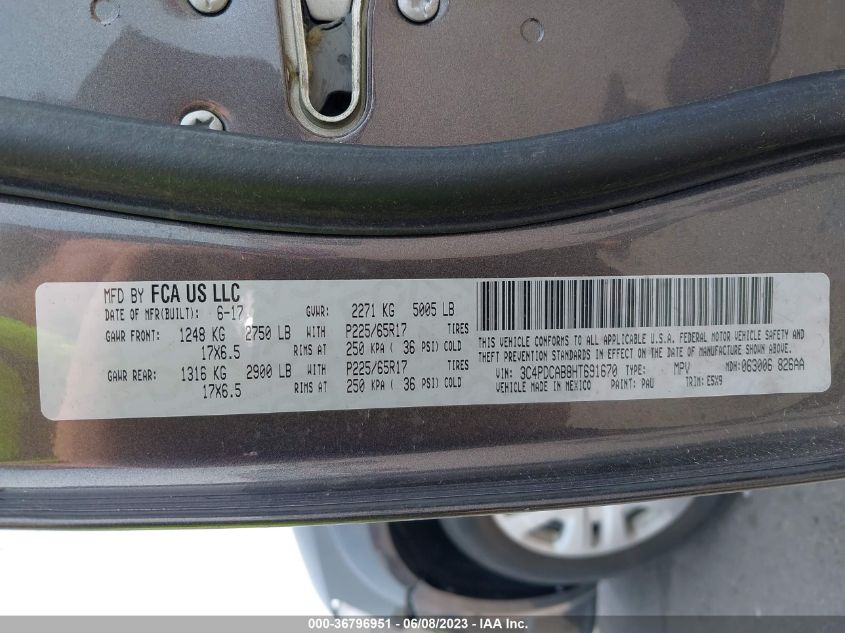 MFD BY FCA US LLC
DATE OF MFR(BUILT): 6-17 GVWR: 2271 KG 5005 LB
GAWR FRONT: 1248 KG 2750 LB WITH P225/65R17 TIRES
17X6.5 RIMS AT 250 KPA ( 36 PSI) COLD
GAWR REAR: 1316 KG 2900 LB WITH P225/65R17 TIRES
17X6.5 RIMS AT 250 KPA ( 36 PSI) COLD
THIS VEHICLE CONFORMS TO ALL APPLICABLE U.S.A. FEDERAL MOTOR VEHICLE SAFETY AND
THEFT PREVENTION STANDARDS IN EFFECT ON THE DATE OF MANUFACTURE SHOWN ABOVE.
VIN: 3C4PDCAB8HT691670 TYPE: MPV MDH: 063006 826AA
VEHICLE MADE IN MEXICO PAINT: PAU TRIM: ESX9
000-36796951 - 06/08/2023 - IAA Inc.